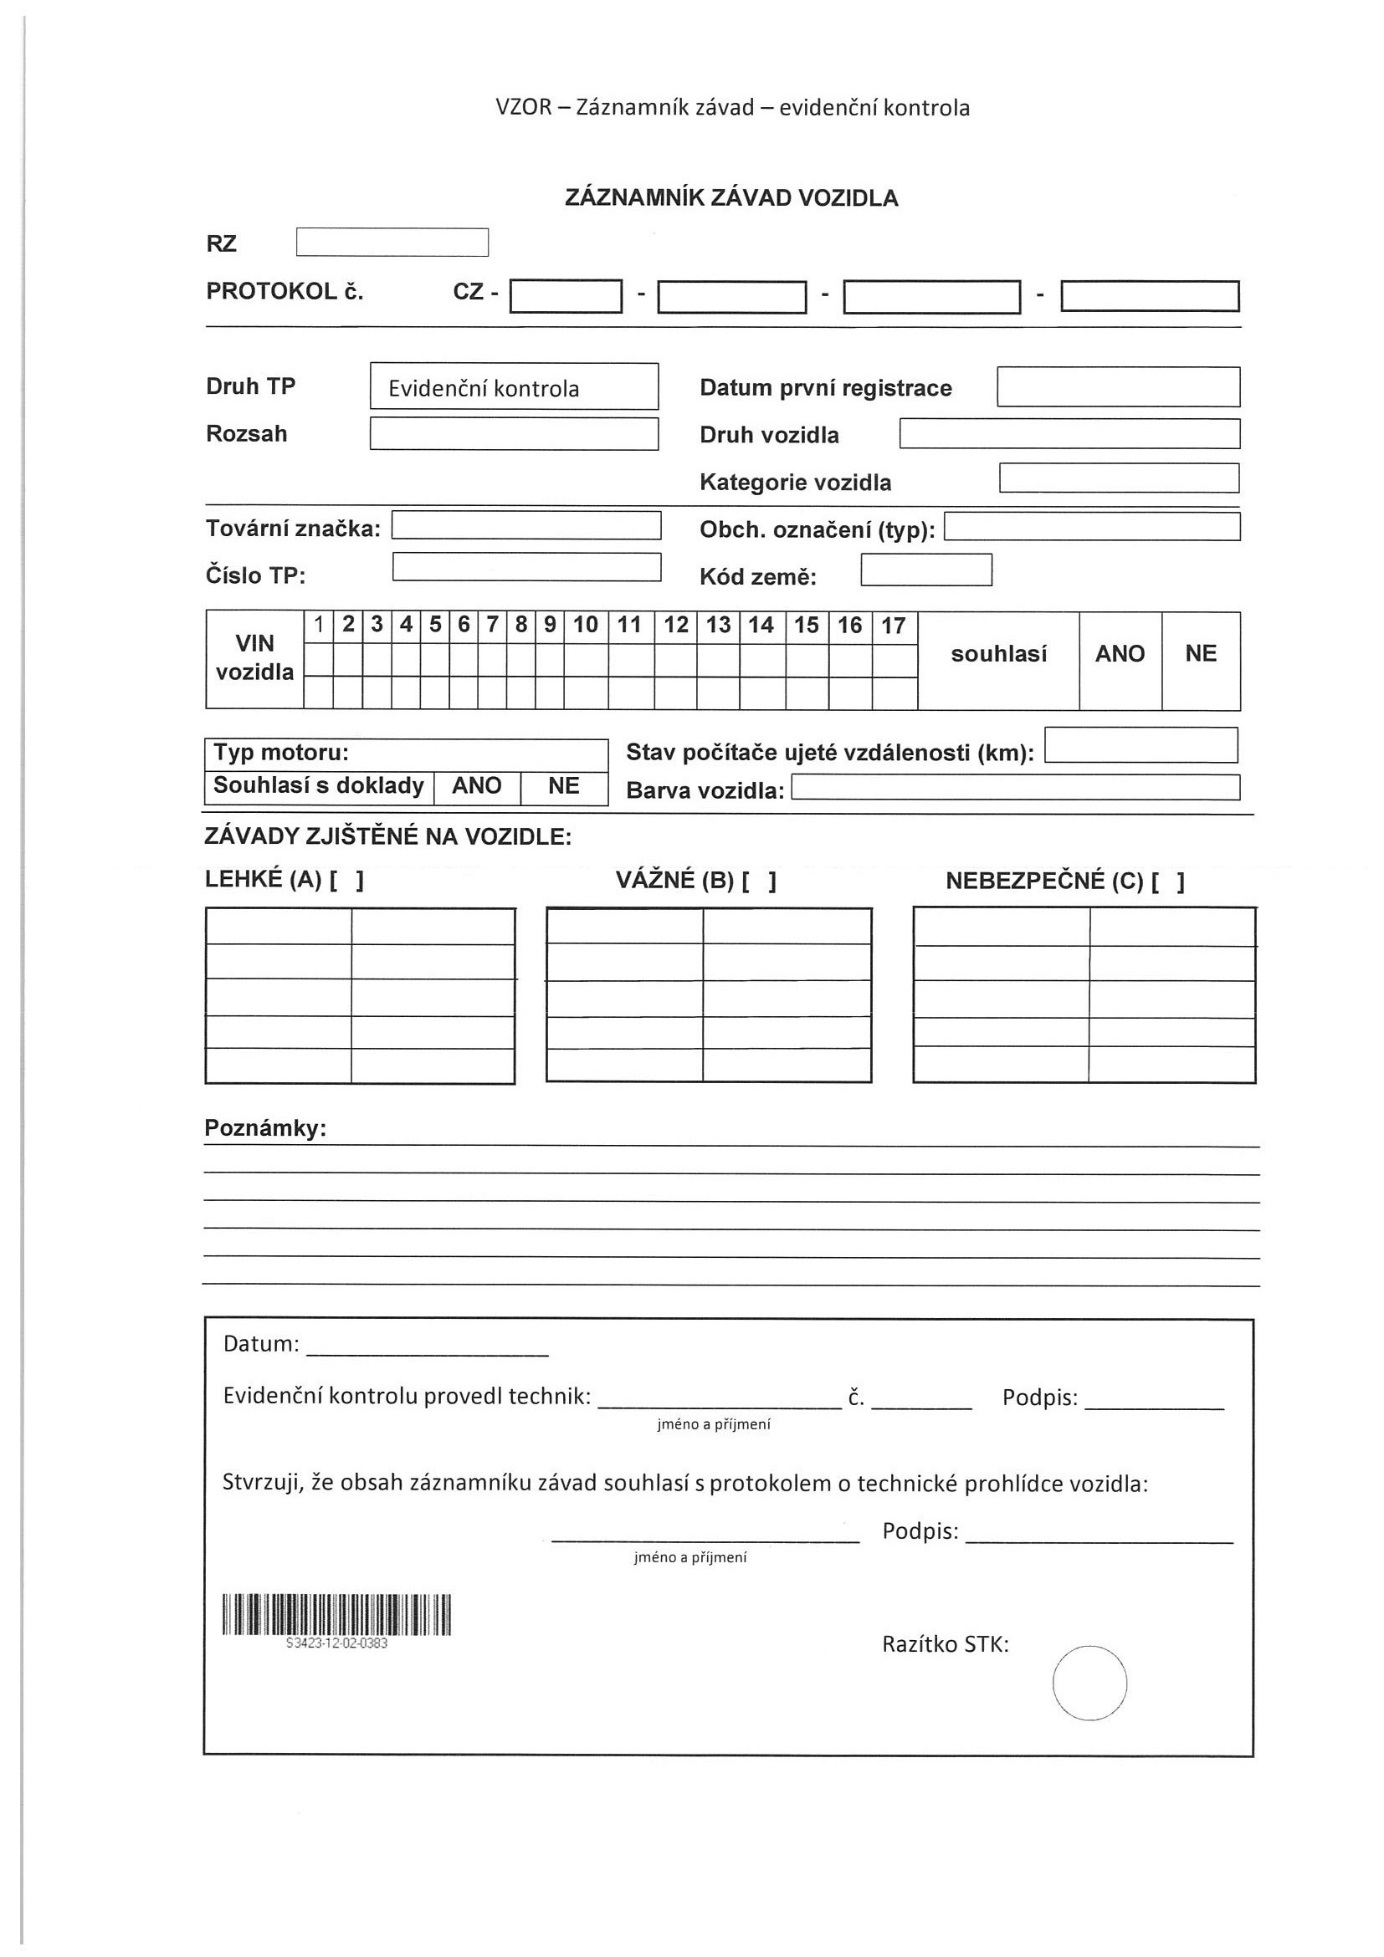 VZOR – Záznamník závad – evidenční kontrola
ZÁZNAMNÍK ZÁVAD VOZIDLA
RZ
PROTOKOL č. CZ - - - -
Druh TP Evidenční kontrola Datum první registrace
Rozsah Druh vozidla
Kategorie vozidla
Tovární značka: Obch. označení (typ):
Číslo TP: Kód země:
VIN vozidla 1 2 3 4 5 6 7 8 9 10 11 12 13 14 15 16 17 souhlasí ANO NE
Typ motoru: Stav počítače ujeté vzdálenosti (km):
Souhlasí s doklady ANO NE Barva vozidla:
ZÁVADY ZJIŠTĚNÉ NA VOZIDLE:
LEHKÉ (A) [ ] VÁŽNÉ (B) [ ] NEBEZPEČNÉ (C) [ ]
Poznámky:
Datum:
Evidenční kontrolu provedl technik: č. Podpis:
jméno a příjmení
Stvrzuji, že obsah záznamníku závad souhlasí s protokolem o technické prohlídce vozidla:
Podpis:
jméno a příjmení
S3423-12-02-0383
Razítko STK: